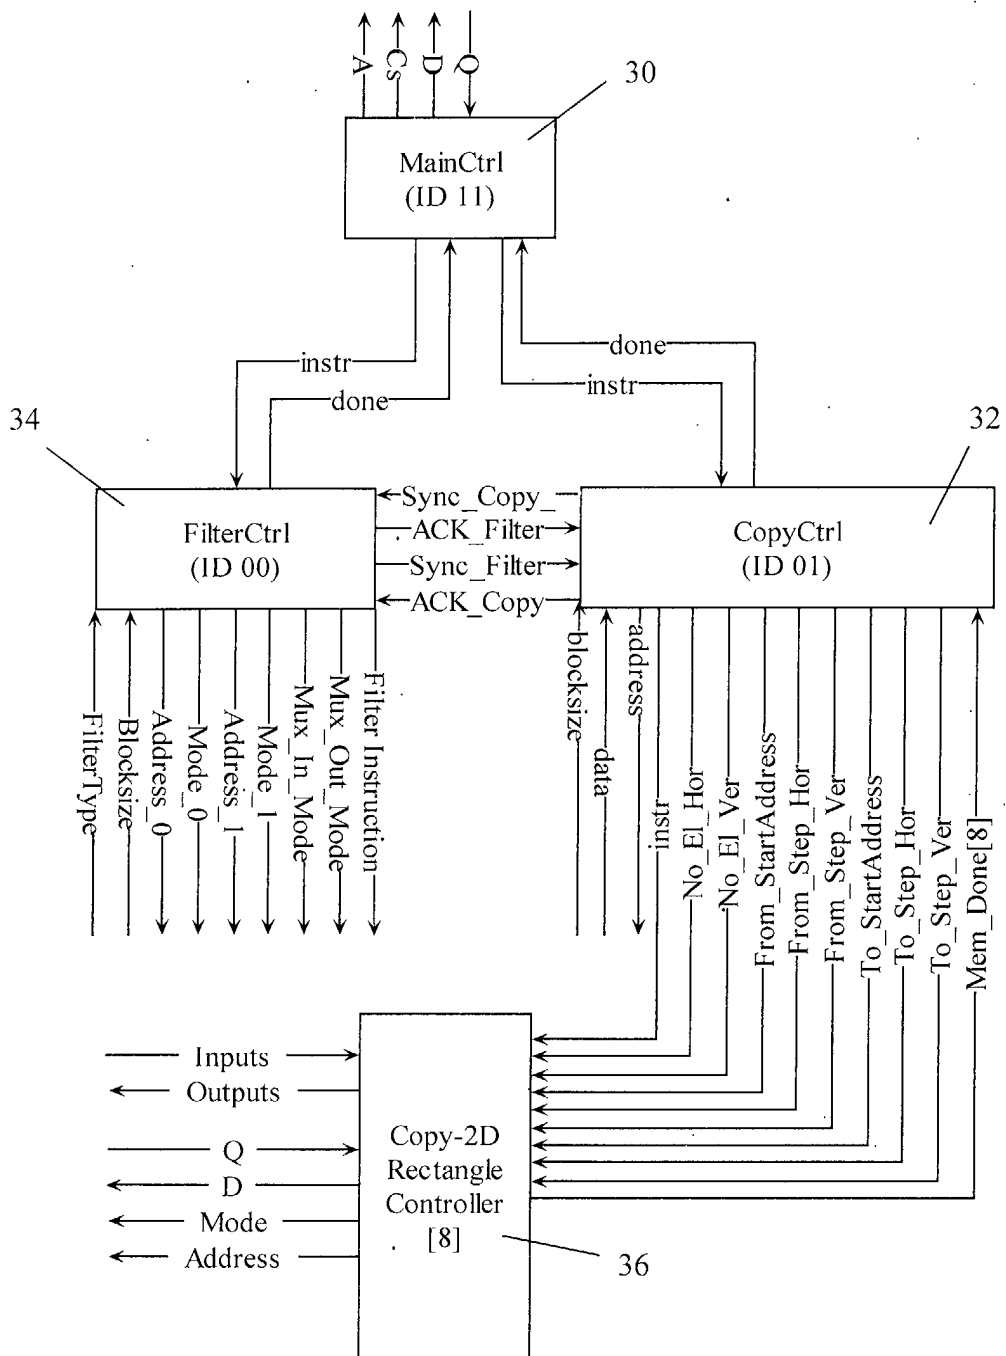 A
Cs
D
Q
30
MainCtrl
(ID 11)
instr
done
done
instr
34
32
FilterCtrl
(ID 00)
Sync_Copy_
ACK_Filter
Sync_Filter
ACK_Copy
CopyCtrl
(ID 01)
FilterType
Blocksize
Address_0
Mode_0
Address_1
Mode_1
Mux_In_Mode
Mux_Out_Mode
Filter Instruction
blocksize
data
address
instr
No_El_Hor
No_El_Ver
From_StartAddress
From_Step_Hor
From_Step_Ver
To_StartAddress
To_Step_Hor
To_Step_Ver
Mem_Done[8]
Inputs
Outputs
Q
D
Mode
Address
Copy-2D
Rectangle
Controller
[8]
36